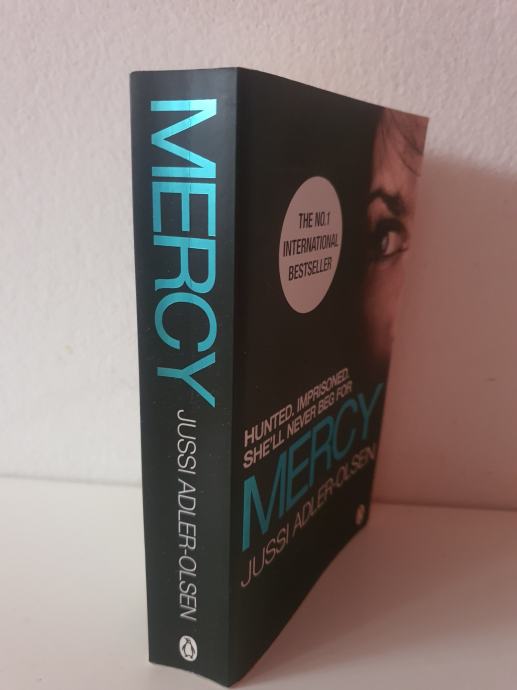 MERCY JUSSI ADLER-OLSEN
THE NO.1
INTERNATIONAL
BESTSELLER
HUNTED. IMPRISONED.
SHE'LL NEVER BEG FOR
MERCY
JUSSI ADLER-OLSEN